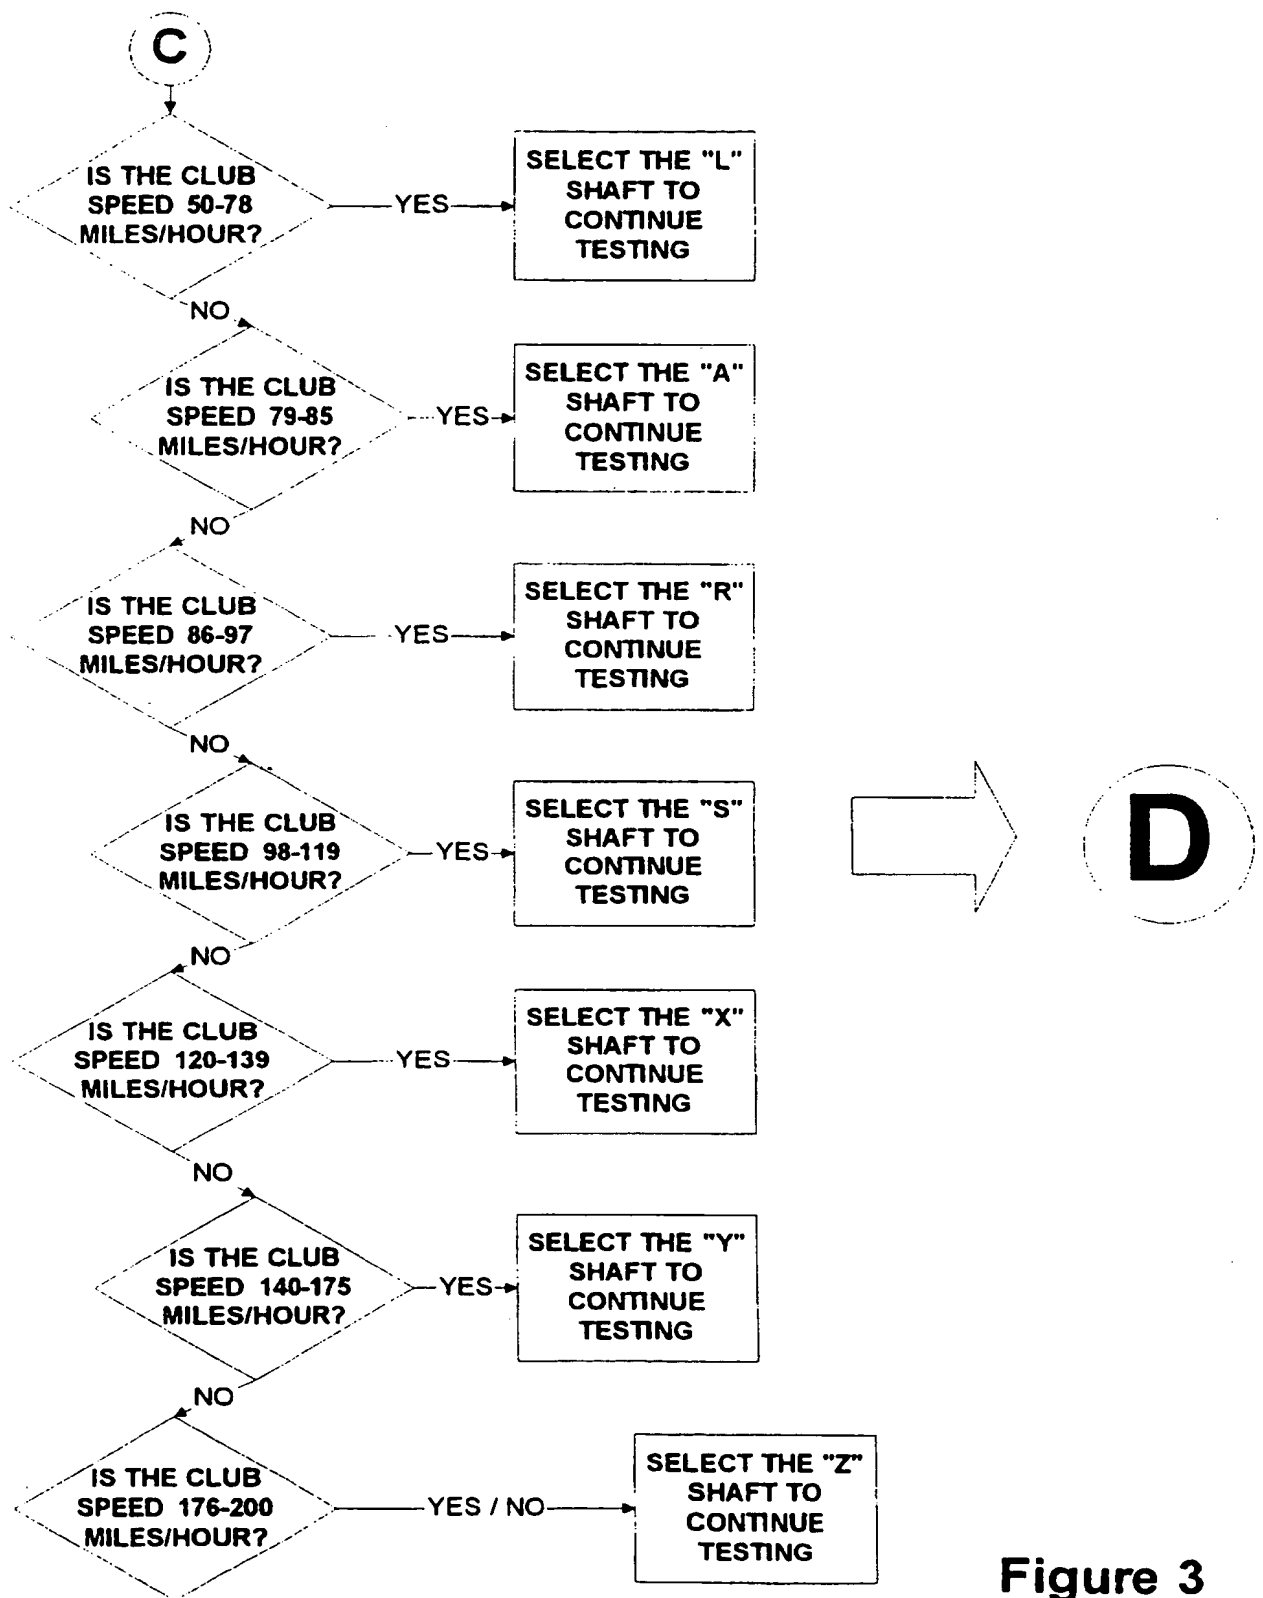 C
IS THE CLUB
SPEED 50-78
MILES/HOUR?
YES
SELECT THE "L"
SHAFT TO
CONTINUE
TESTING
NO
IS THE CLUB
SPEED 79-85
MILES/HOUR?
YES
SELECT THE "A"
SHAFT TO
CONTINUE
TESTING
NO
IS THE CLUB
SPEED 86-97
MILES/HOUR?
YES
SELECT THE "R"
SHAFT TO
CONTINUE
TESTING
NO
IS THE CLUB
SPEED 98-119
MILES/HOUR?
YES
SELECT THE "S"
SHAFT TO
CONTINUE
TESTING
D
NO
IS THE CLUB
SPEED 120-139
MILES/HOUR?
YES
SELECT THE "X"
SHAFT TO
CONTINUE
TESTING
NO
IS THE CLUB
SPEED 140-175
MILES/HOUR?
YES
SELECT THE "Y"
SHAFT TO
CONTINUE
TESTING
NO
IS THE CLUB
SPEED 176-200
MILES/HOUR?
YES / NO
SELECT THE "Z"
SHAFT TO
CONTINUE
TESTING
Figure 3